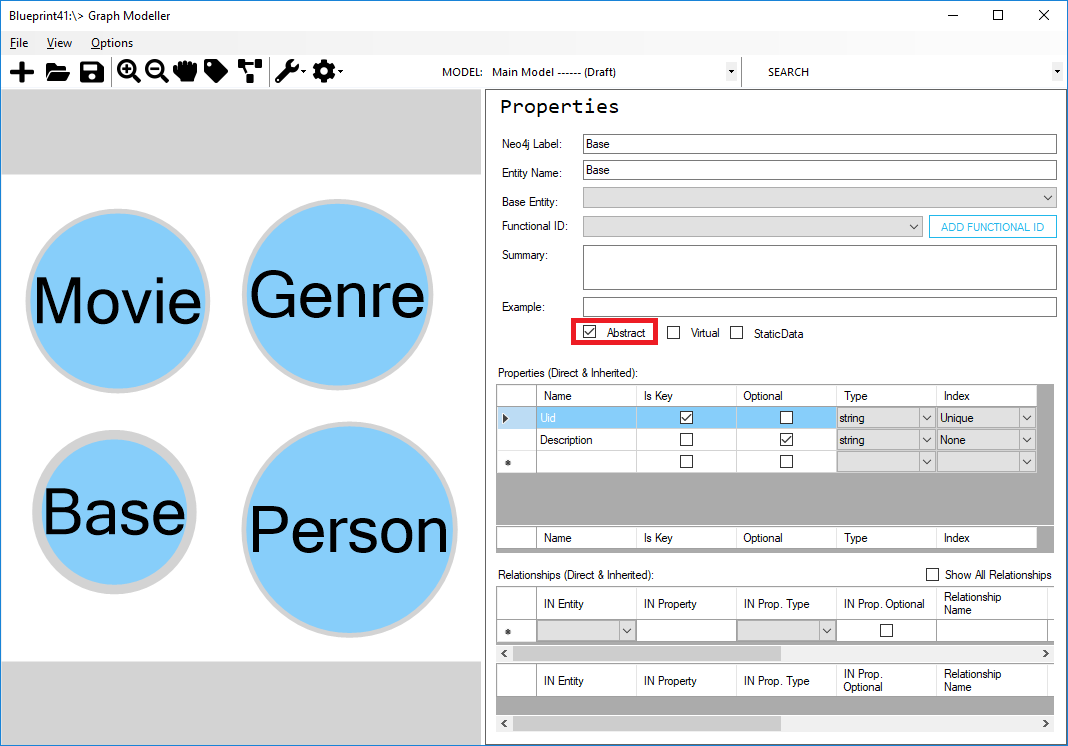 Blueprint41:\> Graph Modeller
File View Options
MODEL: Main Model ------ (Draft) SEARCH
Properties
Neo4j Label: Base
Entity Name: Base
Base Entity:
Functional ID: ADD FUNCTIONAL ID
Summary:
Example:
Abstract Virtual StaticData
Movie
Genre
Base
Person
Properties (Direct & Inherited):
Name Is Key Optional Type Index
Uid string Unique
Description string None
Name Is Key Optional Type Index
Relationships (Direct & Inherited): Show All Relationships
IN Entity IN Property IN Prop. Type IN Prop. Optional Relationship
Name
IN Entity IN Property IN Prop. Type IN Prop. Relationship
Optional Name